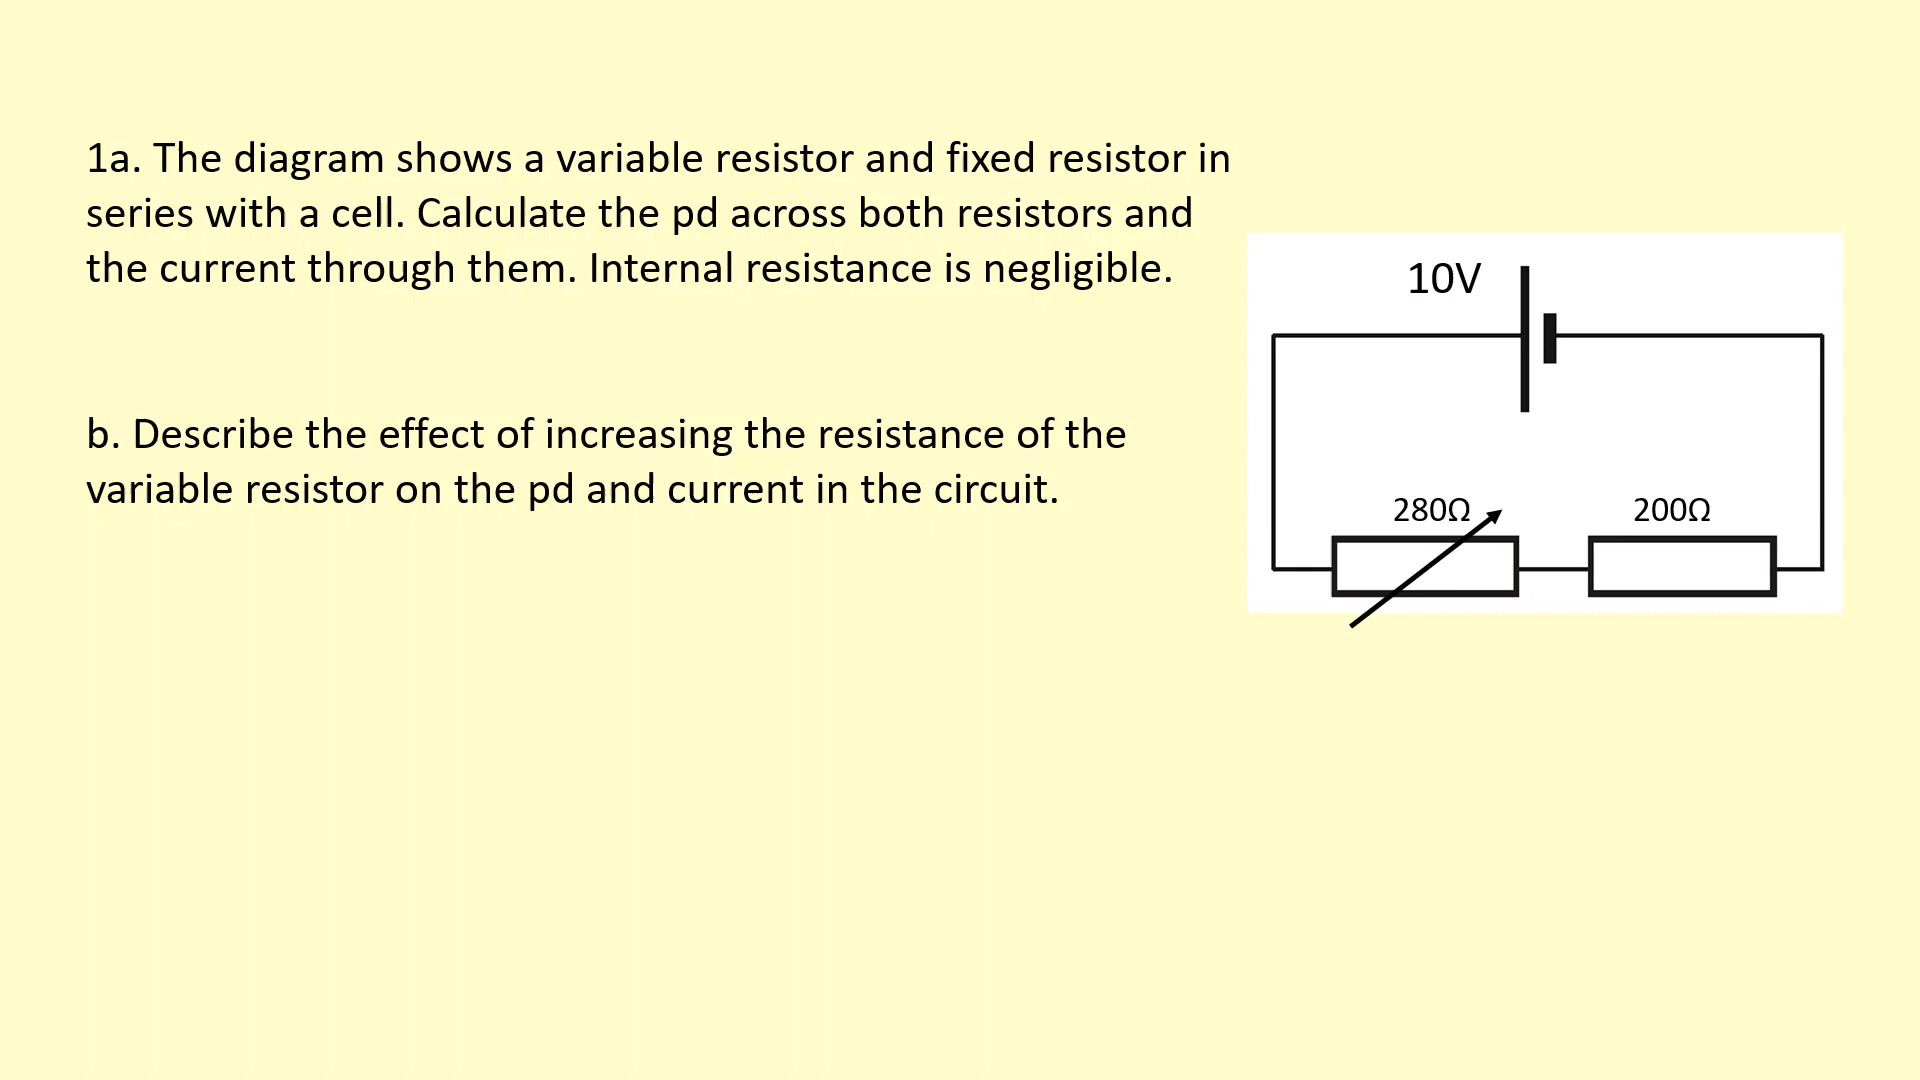 1a. The diagram shows a variable resistor and fixed resistor in
series with a cell. Calculate the pd across both resistors and
the current through them. Internal resistance is negligible.
b. Describe the effect of increasing the resistance of the
variable resistor on the pd and current in the circuit.
10V
280Ω
200Ω